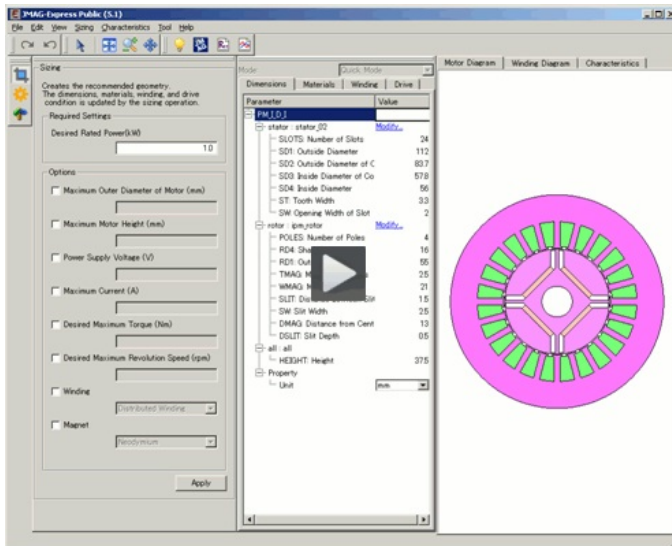 JMAG-Express Public (5.1)
File Edit View Sizing Characteristics Tool Help
Sizing
Creates the recommended geometry.
The dimensions, materials, winding, and drive
condition is updated by the sizing operation.
Required Settings
Desired Rated Power(kW)
1.0
Options
Maximum Outer Diameter of Motor (mm)
Maximum Motor Height (mm)
Power Supply Voltage (V)
Maximum Current (A)
Desired Maximum Torque (Nm)
Desired Maximum Revolution Speed (rpm)
Winding
Distributed Winding
Magnet
Neodymium
Apply
Mode Quick Mode
Dimensions Materials Winding Drive
Parameter Value
PM_I_D_I
stator : stator_02 Modify...
SLOTS: Number of Slots 24
SD1: Outside Diameter 112
SD2: Outside Diameter of C 83.7
SD3: Inside Diameter of Co 57.8
SD4: Inside Diameter 56
ST: Tooth Width 3.3
SW: Opening Width of Slot 2
rotor : ipm_rotor Modify...
POLES: Number of Poles 4
RD4: Sha 16
RD1: Out 55
TMAG: M 2.5
WMAG: M 21
SLIT: Dis Slit 1.5
SW: Slit Width 2.5
DMAG: Distance from Cent 13
DSLIT: Slit Depth 0.5
all : all
HEIGHT: Height 37.5
Property
Unit mm
Motor Diagram Winding Diagram Characteristics